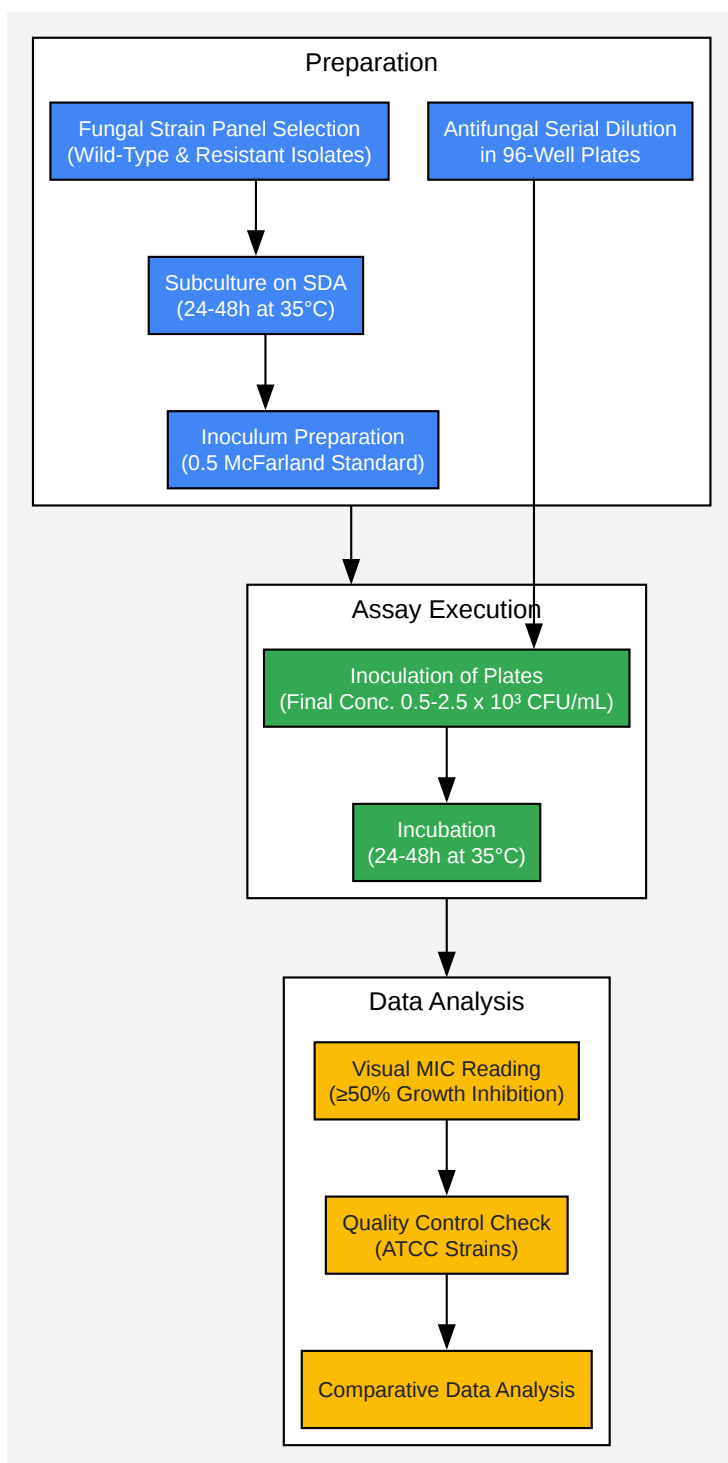 Preparation
Fungal Strain Panel Selection
(Wild-Type & Resistant Isolates)
Antifungal Serial Dilution
in 96-Well Plates
Subculture on SDA
(24-48h at 35°C)
Inoculum Preparation
(0.5 McFarland Standard)
Assay Execution
Inoculation of Plates
(Final Conc. 0.5-2.5 x 10³ CFU/mL)
Incubation
(24-48h at 35°C)
Data Analysis
Visual MIC Reading
(≥50% Growth Inhibition)
Quality Control Check
(ATCC Strains)
Comparative Data Analysis